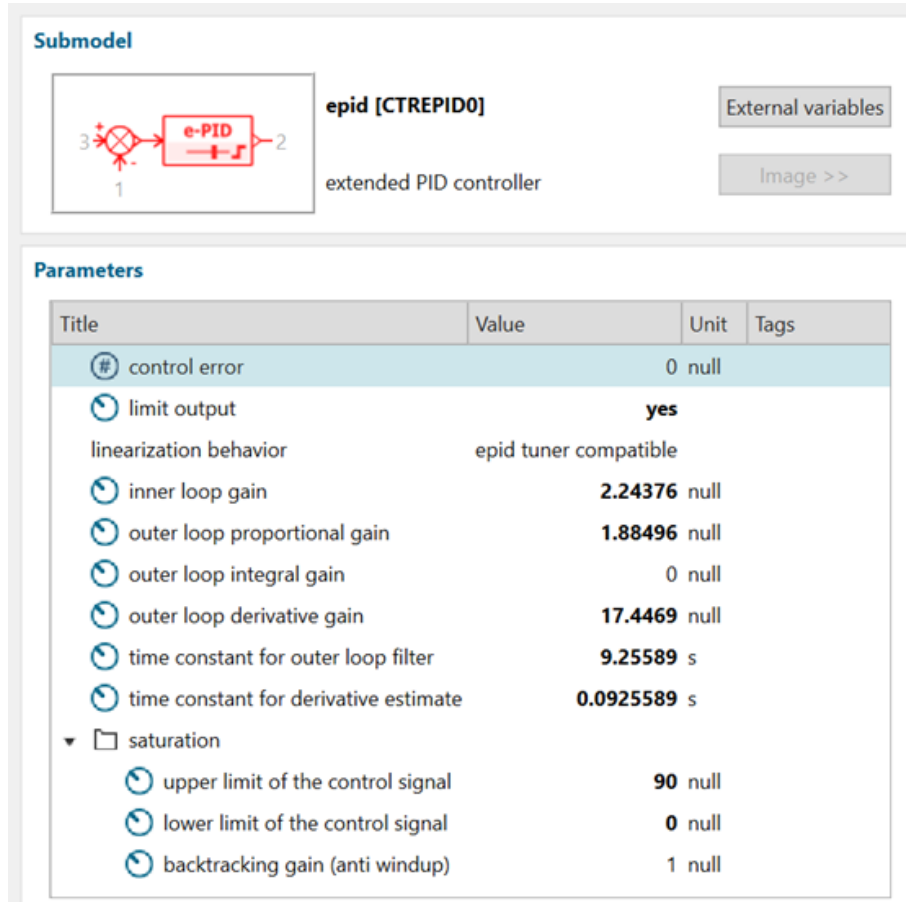 Submodel
epid [CTREPID0]
External variables
e-PID
3
+
2
-
1
extended PID controller
Image >>
Parameters
Title Value Unit Tags
# control error 0 null
limit output yes
linearization behavior epid tuner compatible
inner loop gain 2.24376 null
outer loop proportional gain 1.88496 null
outer loop integral gain 0 null
outer loop derivative gain 17.4469 null
time constant for outer loop filter 9.25589 s
time constant for derivative estimate 0.0925589 s
saturation
upper limit of the control signal 90 null
lower limit of the control signal 0 null
backtracking gain (anti windup) 1 null